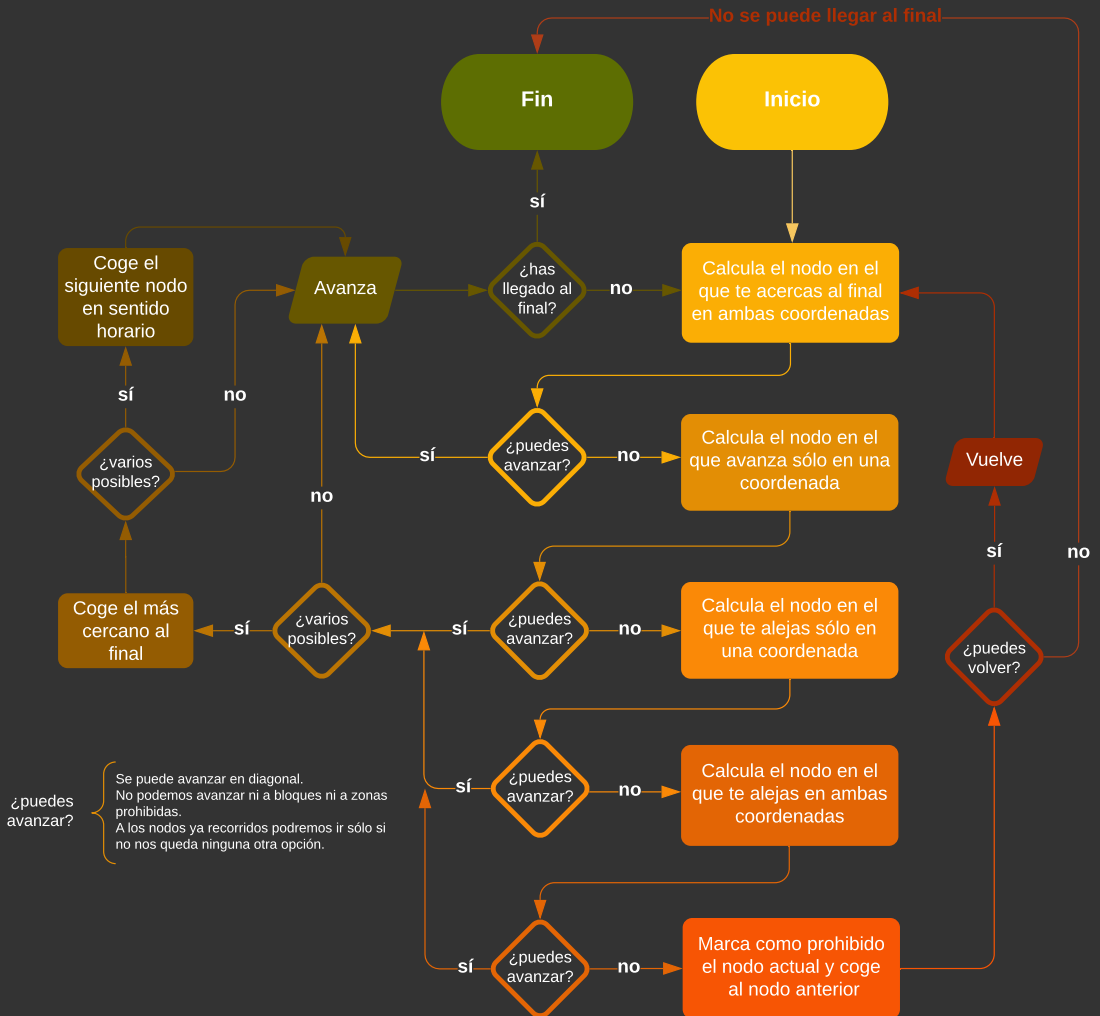 No se puede llegar al final
Fin
Inicio
sí
Coge el
siguiente nodo
en sentido
horario
Avanza
¿has
llegado al
final?
no
Calcula el nodo en el
que te acercas al final
en ambas coordenadas
sí
no
¿varios
posibles?
no
sí
¿puedes
avanzar?
no
Calcula el nodo en el
que avanza sólo en una
coordenada
Vuelve
sí
no
Coge el más
cercano al
final
sí
¿varios
posibles?
sí
¿puedes
avanzar?
no
Calcula el nodo en el
que te alejas sólo en
una coordenada
¿puedes
volver?
sí
¿puedes
avanzar?
no
Calcula el nodo en el
que te alejas en ambas
coordenadas
¿puedes
avanzar?
Se puede avanzar en diagonal.
No podemos avanzar ni a bloques ni a zonas
prohibidas.
A los nodos ya recorridos podremos ir sólo si
no nos queda ninguna otra opción.
sí
¿puedes
avanzar?
no
Marca como prohibido
el nodo actual y coge
al nodo anterior